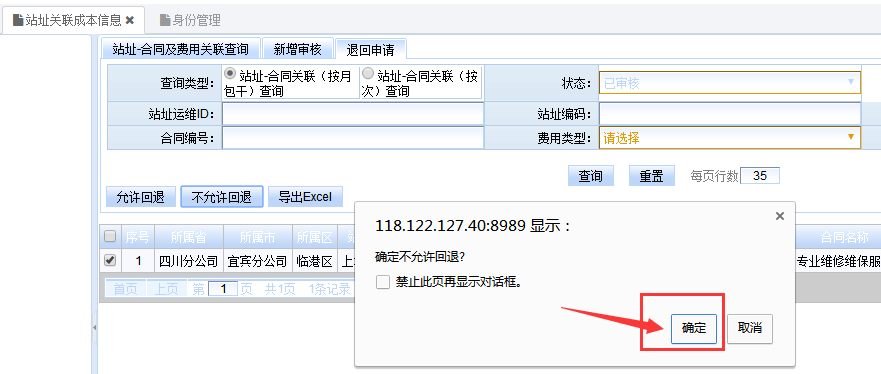 站址关联成本信息 身份管理
站址-合同及费用关联查询 新增审核 退回申请
查询类型： 站址-合同关联（按月包干）查询 站址-合同关联（按次）查询 状态： 已审核
站址运维ID： 站址编码：
合同编号： 费用类型： 请选择
查询 重置 每页行数 35
允许回退 不允许回退 导出Excel
118.122.127.40:8989 显示：
确定不允许回退?
禁止此页再显示对话框。
确定 取消
序号 所属省 所属市 所属区 合同名称
1 四川分公司 宜宾分公司 临港区 专业维修维保服
首页 上页 第 1 页 共1页 1条记录